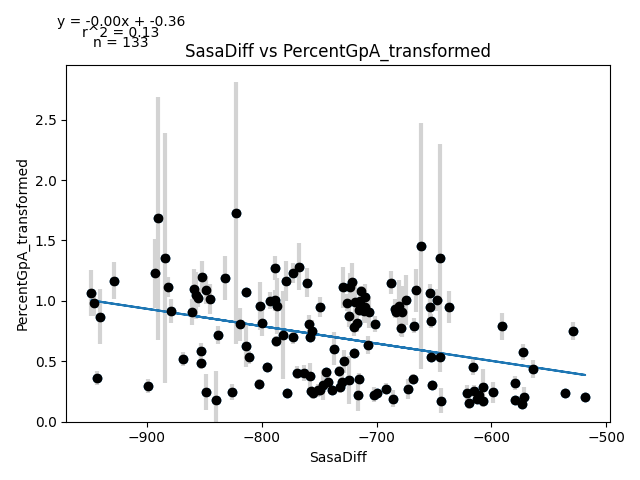 y = -0.00x + -0.36
r^2 = 0.13
n = 133
SasaDiff vs PercentGpA_transformed
PercentGpA_transformed
2.5
2.0
1.5
1.0
0.5
0.0
−900 −800 −700 −600 −500
SasaDiff